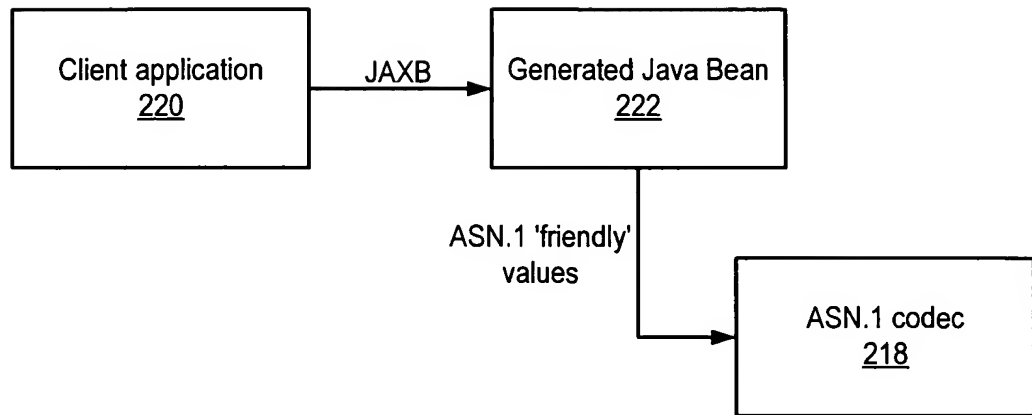 Client application
220
JAXB
Generated Java Bean
222
ASN.1 'friendly'
values
ASN.1 codec
218